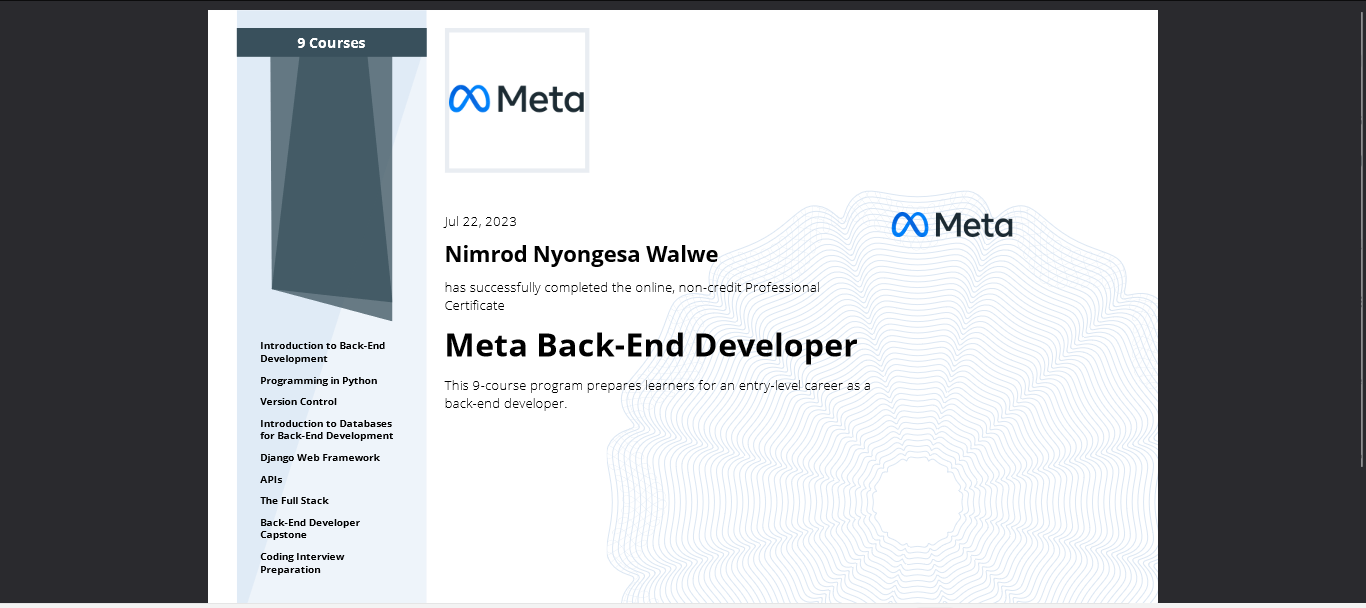 9 Courses
Introduction to Back-End
Development
Programming in Python
Version Control
Introduction to Databases
for Back-End Development
Django Web Framework
APIs
The Full Stack
Back-End Developer
Capstone
Coding Interview
Preparation
Meta
Jul 22, 2023
Nimrod Nyongesa Walwe
has successfully completed the online, non-credit Professional
Certificate
Meta Back-End Developer
This 9-course program prepares learners for an entry-level career as a
back-end developer.
Meta